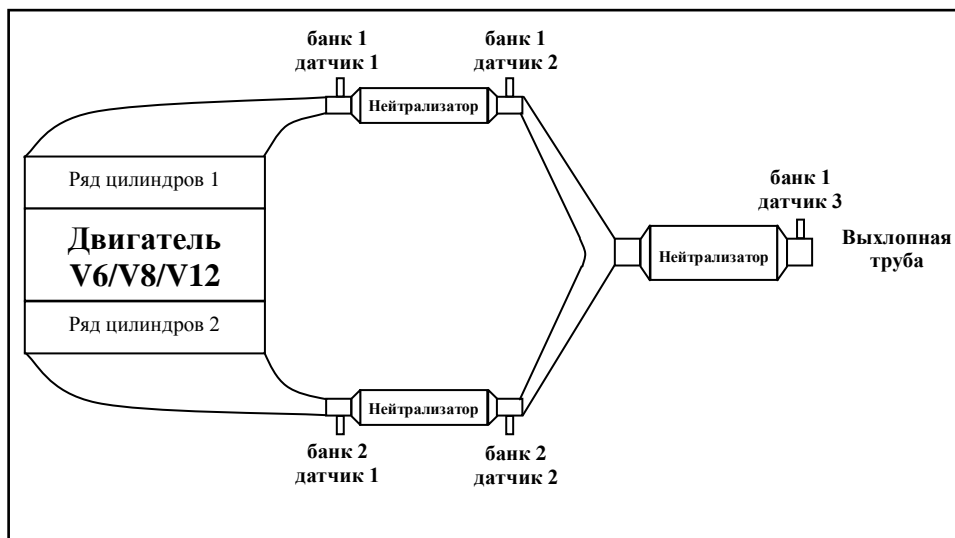 банк 1
датчик 1
банк 1
датчик 2
Нейтрализатор
Ряд цилиндров 1
Двигатель
V6/V8/V12
Ряд цилиндров 2
банк 1
датчик 3
Нейтрализатор
Выхлопная
труба
Нейтрализатор
банк 2
датчик 1
банк 2
датчик 2